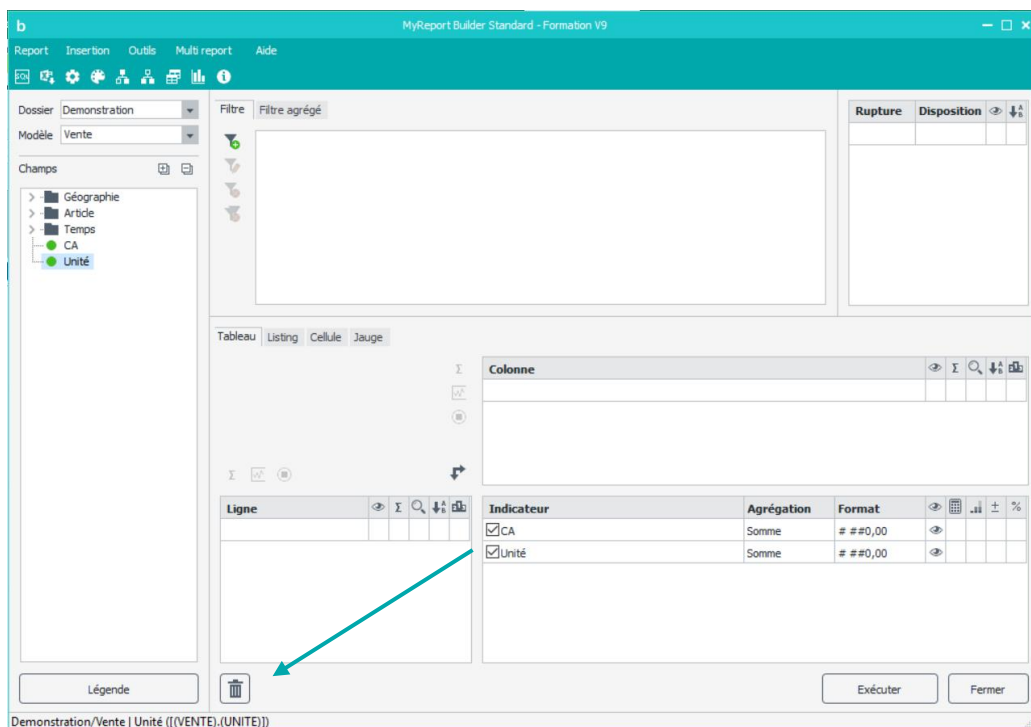 b MyReport Builder Standard - Formation V9
Report Insertion Outils Multi report Aide
SQL
Dossier Demonstration
Modèle Vente
Champs
Géographie
Article
Temps
CA
Unité
Légende
Filtre Filtre agrégé
Rupture Disposition
Tableau Listing Cellule Jauge
Σ
Colonne Σ
Σ
Ligne Σ
Indicateur Agrégation Format ± %
CA Somme # ##0,00
Unité Somme # ##0,00
Exécuter Fermer
Demonstration/Vente | Unité ([(VENTE).(UNITE)])